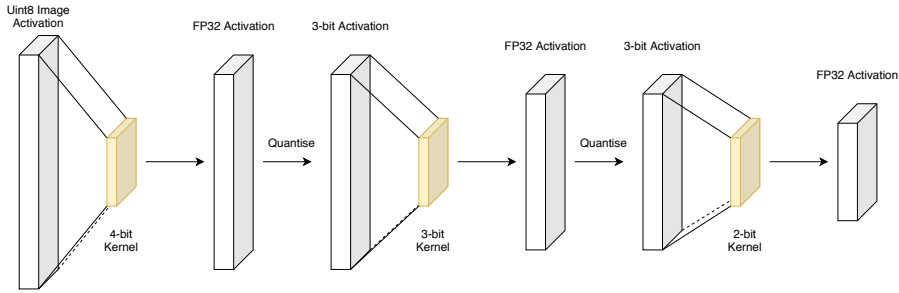 Uint8 Image
Activation
FP32 Activation
3-bit Activation
FP32 Activation
3-bit Activation
FP32 Activation
Quantise
Quantise
4-bit
Kernel
3-bit
Kernel
2-bit
Kernel